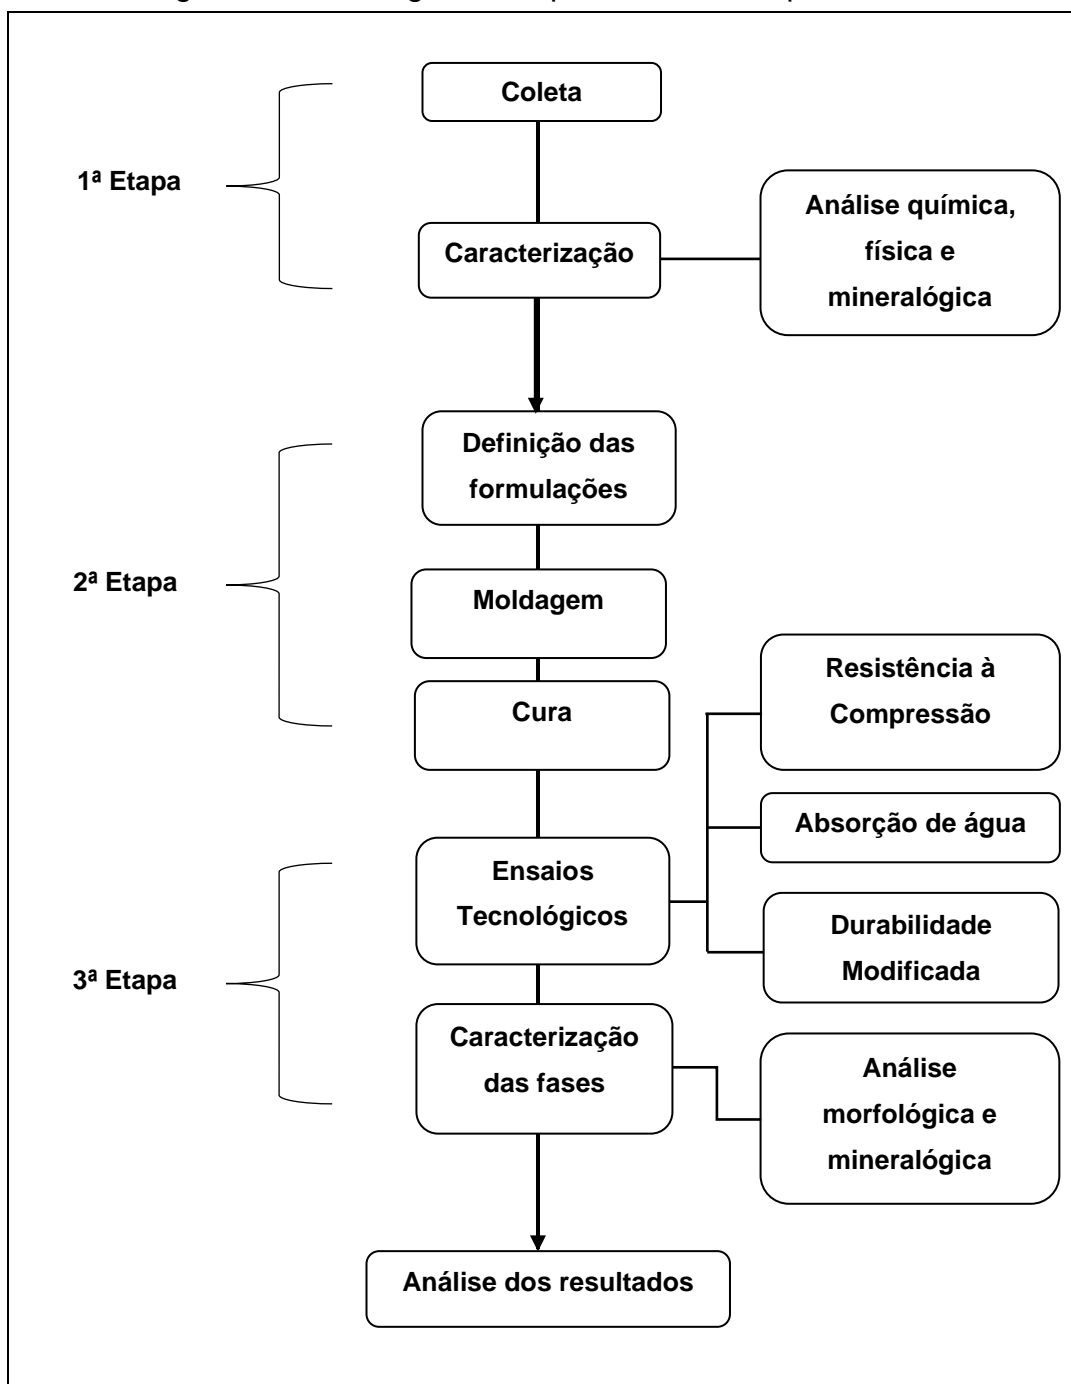 Coleta
1ª Etapa
Caracterização
Análise química,
física e
mineralógica
Definição das
formulações
2ª Etapa
Moldagem
Cura
Resistência à
Compressão
Absorção de água
Ensaios
Tecnológicos
Durabilidade
Modificada
3ª Etapa
Caracterização
das fases
Análise
morfológica e
mineralógica
Análise dos resultados